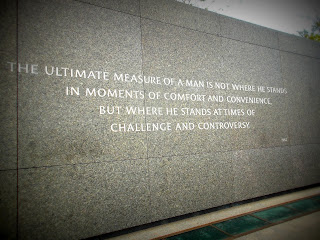 THE ULTIMATE MEASURE OF A MAN IS NOT WHERE HE STANDS
IN MOMENTS OF COMFORT AND CONVENIENCE,
BUT WHERE HE STANDS AT TIMES OF
CHALLENGE AND CONTROVERSY.